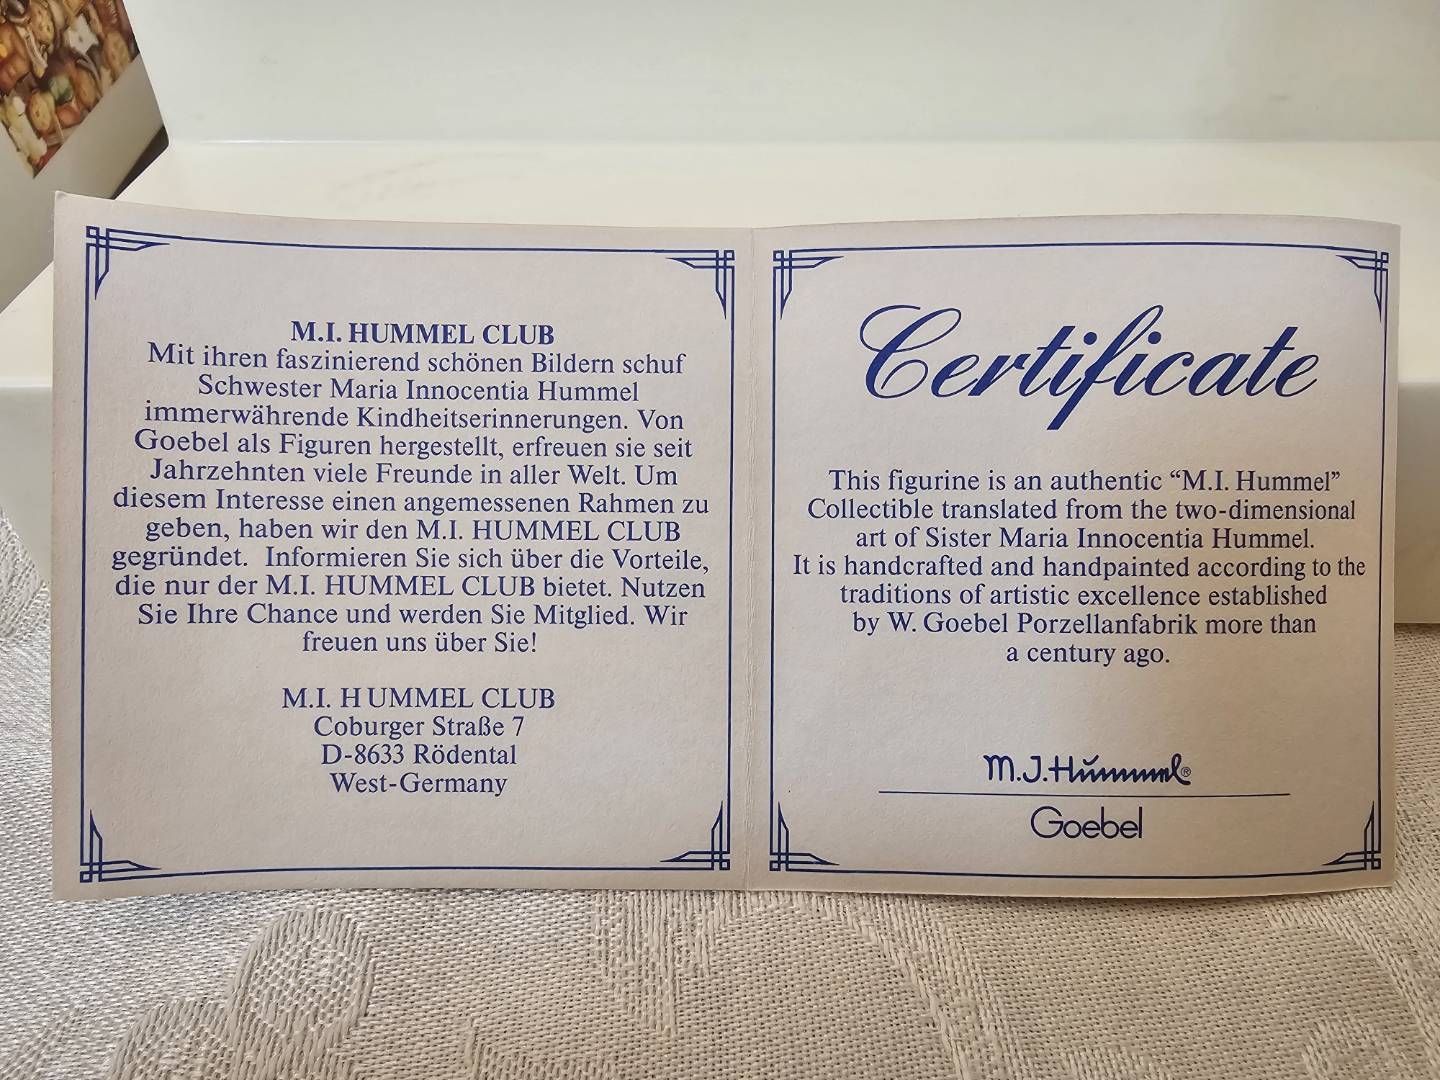 M.I. HUMMEL CLUB
Mit ihren faszinierend schönen Bildern schuf
Schwester Maria Innocentia Hummel
immerwährende Kindheitserinnerungen. Von
Goebel als Figuren hergestellt, erfreuen sie seit
Jahrzehnten viele Freunde in aller Welt. Um
diesem Interesse einen angemessenen Rahmen zu
geben, haben wir den M.I. HUMMEL CLUB
gegründet. Informieren Sie sich über die Vorteile,
die nur der M.I. HUMMEL CLUB bietet. Nutzen
Sie Ihre Chance und werden Sie Mitglied. Wir
freuen uns über Sie!
M.I. HUMMEL CLUB
Coburger Straße 7
D-8633 Rödental
West-Germany
Certificate
This figurine is an authentic “M.I. Hummel”
Collectible translated from the two-dimensional
art of Sister Maria Innocentia Hummel.
It is handcrafted and handpainted according to the
traditions of artistic excellence established
by W. Goebel Porzellanfabrik more than
a century ago.
M.J.Hummel®
Goebel